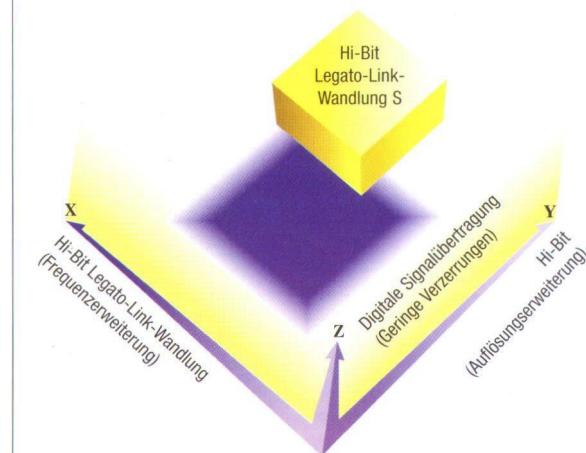 Hi-Bit
Legato-Link-
Wandlung S
X
Y
Z
Hi-Bit Legato-Link-Wandlung
(Frequenzerweiterung)
Digitale Signalübertragung
(Geringe Verzerrungen)
Hi-Bit
(Auflösungserweiterung)